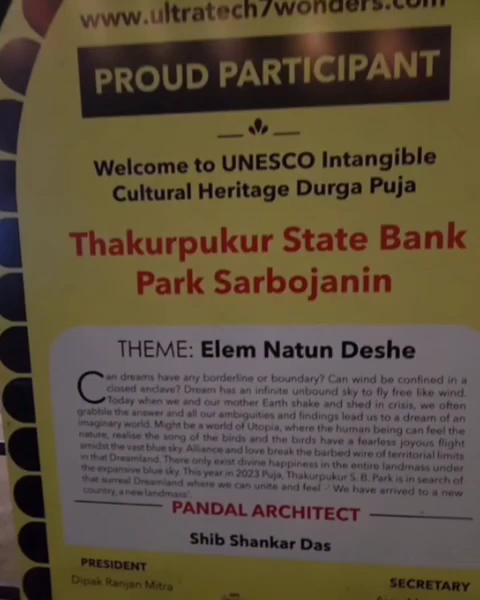 www.ultratech7wonders.com
PROUD PARTICIPANT
Welcome to UNESCO Intangible
Cultural Heritage Durga Puja
Thakurpukur State Bank
Park Sarbojanin
THEME: Elem Natun Deshe
Can dreams have any borderline or boundary? Can wind be confined in a
closed enclave? Dream has an infinite unbound sky to fly free like wind.
Today when we and our mother Earth shake and shed in crisis, we often
grabble the answer and all our ambiguities and findings lead us to a dream of an
imaginary world. Might be a world of Utopia, where the human being can feel the
nature, realise the song of the birds and the birds have a fearless joyous flight
amidst the vast blue sky. Alliance and love break the barbed wire of territorial limits
in that Dreamland. There only exist divine happiness in the entire landmass under
the expansive blue sky. This year in 2023 Puja, Thakurpukur S. B. Park is in search of
that surreal Dreamland where we can unite and feel -' We have arrived to a new
country, a new landmass'.
PANDAL ARCHITECT
Shib Shankar Das
PRESIDENT
Dipak Ranjan Mitra
SECRETARY